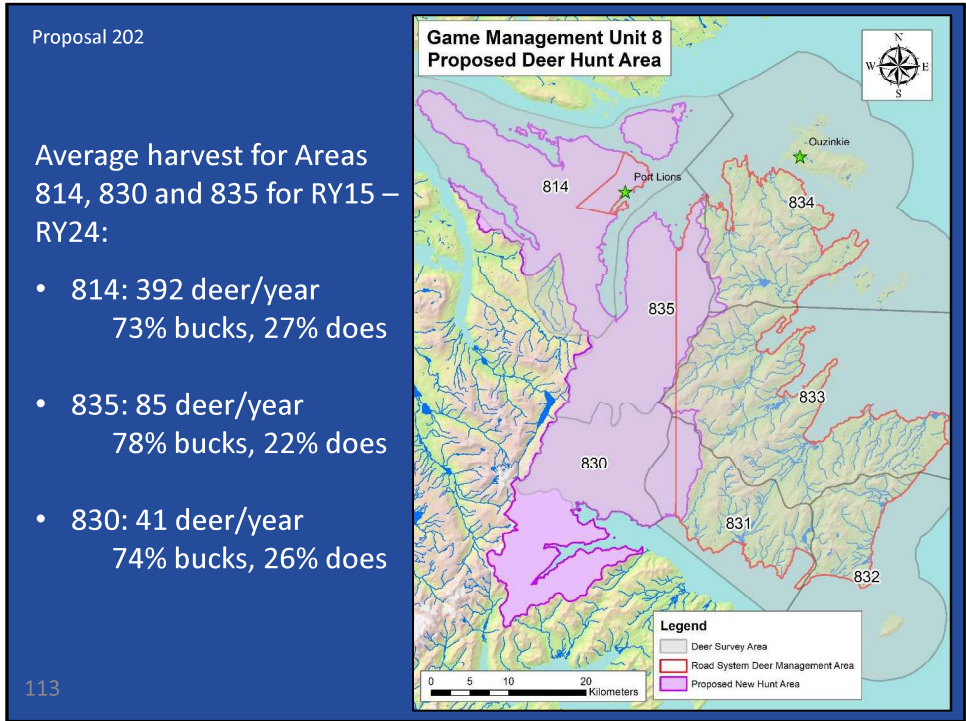 Proposal 202
Average harvest for Areas
814, 830 and 835 for RY15 –
RY24:
• 814: 392 deer/year
73% bucks, 27% does
• 835: 85 deer/year
78% bucks, 22% does
• 830: 41 deer/year
74% bucks, 26% does
113
Game Management Unit 8
Proposed Deer Hunt Area
N
W E
S
Ouzinkie
Port Lions
814
834
835
833
830
831
832
Legend
Deer Survey Area
Road System Deer Management Area
Proposed New Hunt Area
0 5 10 20
Kilometers